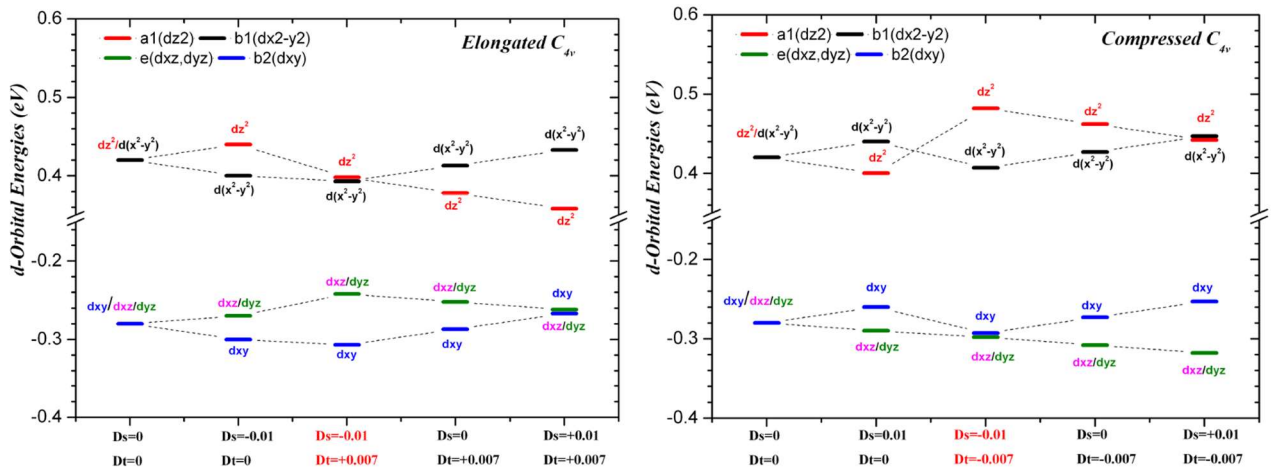 a1(dz2) b1(dx2-y2)
e(dxz,dyz) b2(dxy)
Elongated C4v
d-Orbital Energies (eV)
0.6
0.5
0.4
-0.2
-0.3
-0.4
dz²/d(x²-y²)
dz²
d(x²-y²)
dz²
d(x²-y²)
d(x²-y²)
dz²
d(x²-y²)
dz²
dxy/dxz/dyz
dxz/dyz
dxy
dxz/dyz
dxy
dxz/dyz
dxy
dxy
dxz/dyz
Ds=0 Ds=-0.01 Ds=-0.01 Ds=0 Ds=+0.01
Dt=0 Dt=0 Dt=+0.007 Dt=+0.007 Dt=+0.007
a1(dz2) b1(dx2-y2)
e(dxz,dyz) b2(dxy)
Compressed C4v
d-Orbital Energies (eV)
0.6
0.5
0.4
-0.2
-0.3
-0.4
dz²/d(x²-y²)
d(x²-y²)
dz²
dz²
d(x²-y²)
dz²
d(x²-y²)
dz²
d(x²-y²)
dxy/dxz/dyz
dxy
dxz/dyz
dxy
dxz/dyz
dxy
dxz/dyz
dxy
dxz/dyz
Ds=0 Ds=0.01 Ds=-0.01 Ds=0 Ds=+0.01
Dt=0 Dt=0 Dt=-0.007 Dt=-0.007 Dt=-0.007